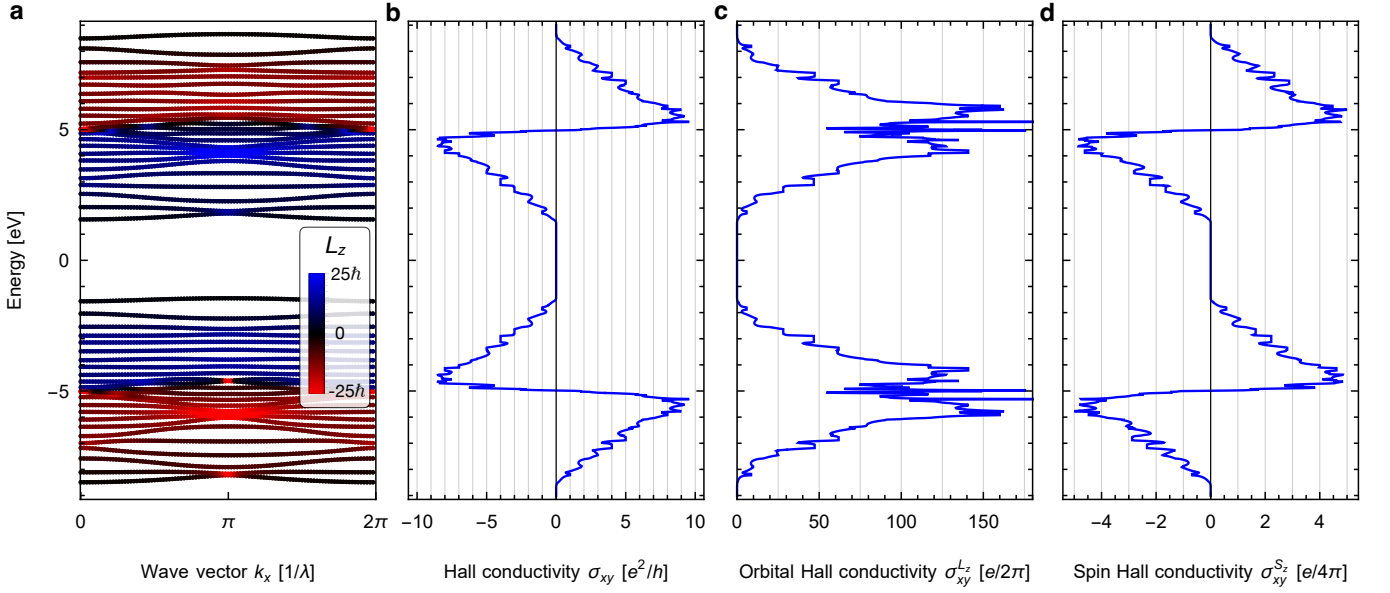 a
b
c
d
Energy [eV]
5
0
−5
L_z
25ℏ
0
-25ℏ
0 π 2π
−10 −5 0 5 10
0 50 100 150
−4 −2 0 2 4
Wave vector k_x [1/λ]
Hall conductivity σ_xy [e²/h]
Orbital Hall conductivity σ_xy^{L_z} [e/2π]
Spin Hall conductivity σ_xy^{S_z} [e/4π]